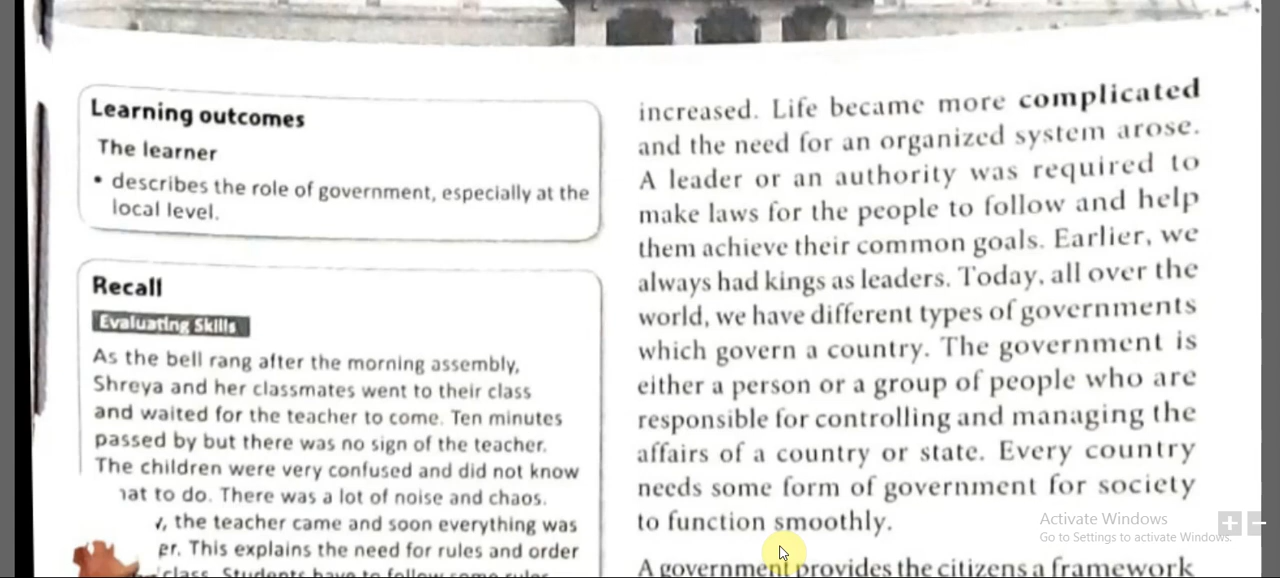 Learning outcomes
The learner
• describes the role of government, especially at the
local level.
Recall
Evaluating Skills
As the bell rang after the morning assembly,
Shreya and her classmates went to their class
and waited for the teacher to come. Ten minutes
passed by but there was no sign of the teacher.
The children were very confused and did not know
to do. There was a lot of noise and chaos.
the teacher came and soon everything was
This explains the need for rules and order
class. Students have to follow some rules
increased. Life became more complicated
and the need for an organized system arose.
A leader or an authority was required to
make laws for the people to follow and help
them achieve their common goals. Earlier, we
always had kings as leaders. Today, all over the
world, we have different types of governments
which govern a country. The government is
either a person or a group of people who are
responsible for controlling and managing the
affairs of a country or state. Every country
needs some form of government for society
to function smoothly.
A government provides the citizens a framework
Activate Windows
Go to Settings to activate Windows.